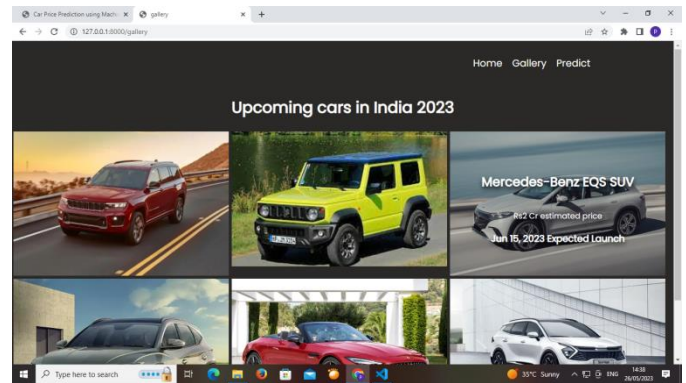 Car Price Prediction using Machi
gallery
127.0.0.1:8000/gallery
P
Home Gallery Predict
Upcoming cars in India 2023
Mercedes-Benz EQS SUV
Rs2 Cr estimated price
Jun 15, 2023 Expected Launch
Type here to search
35°C Sunny
ENG
14:38
26/05/2023